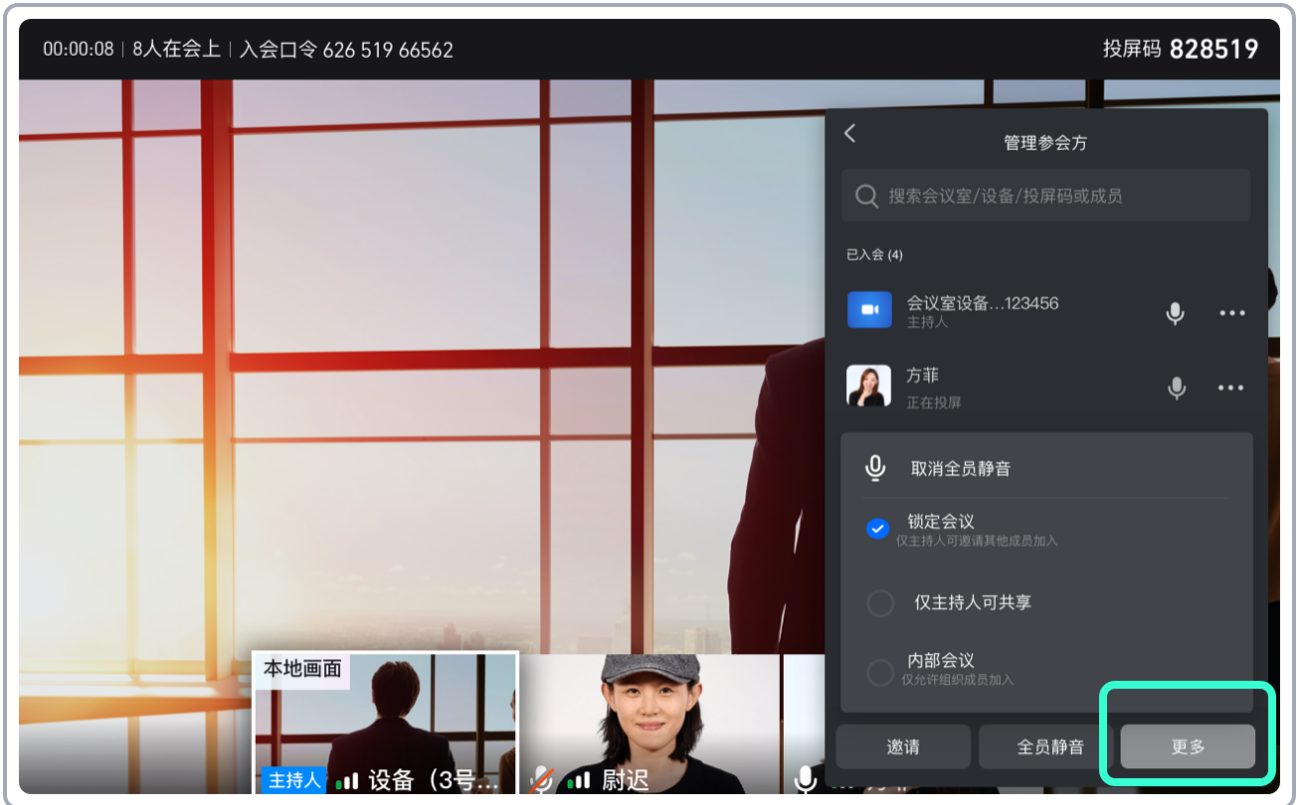 00:00:08 | 8人在会上 | 入会口令 626 519 66562
投屏码 828519
管理参会方
搜索会议室/设备/投屏码或成员
已入会 (4)
会议室设备...123456
主持人
方菲
正在投屏
取消全员静音
锁定会议
仅主持人可邀请其他成员加入
仅主持人可共享
内部会议
仅允许组织成员加入
邀请
全员静音
更多
本地画面
主持人
设备（3号...
尉迟